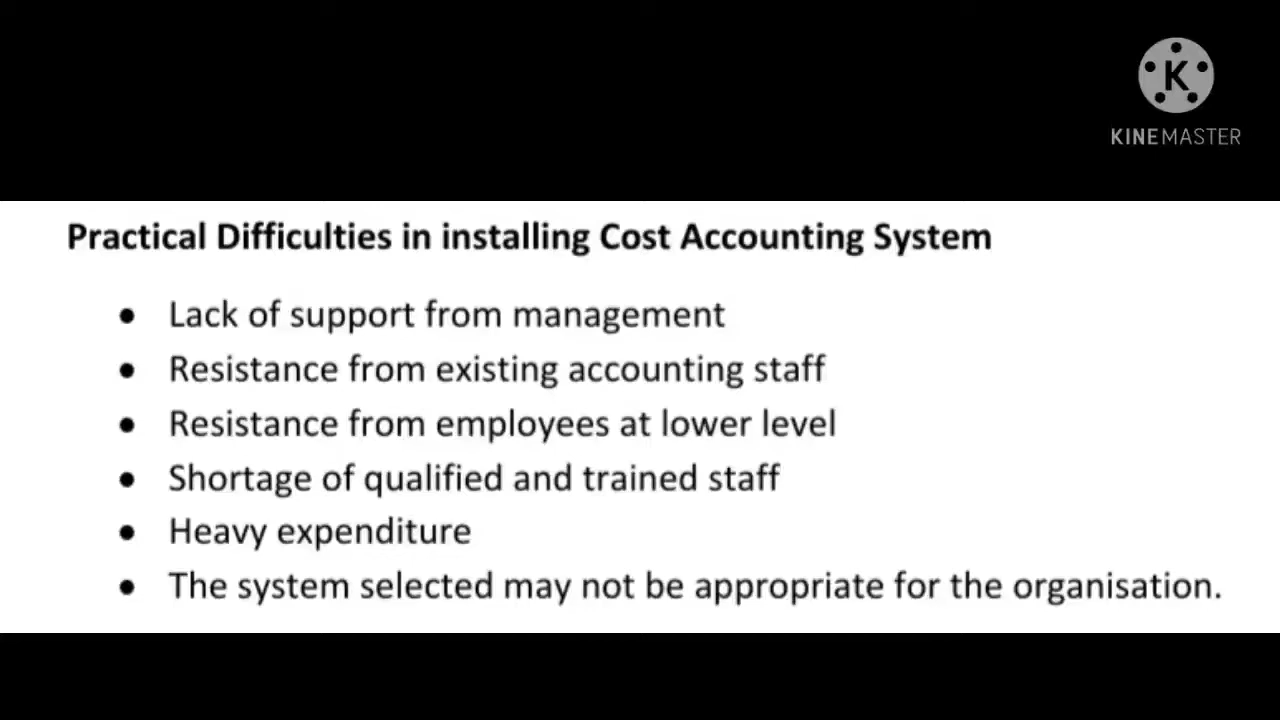 K
KINEMASTER
Practical Difficulties in installing Cost Accounting System
• Lack of support from management
• Resistance from existing accounting staff
• Resistance from employees at lower level
• Shortage of qualified and trained staff
• Heavy expenditure
• The system selected may not be appropriate for the organisation.